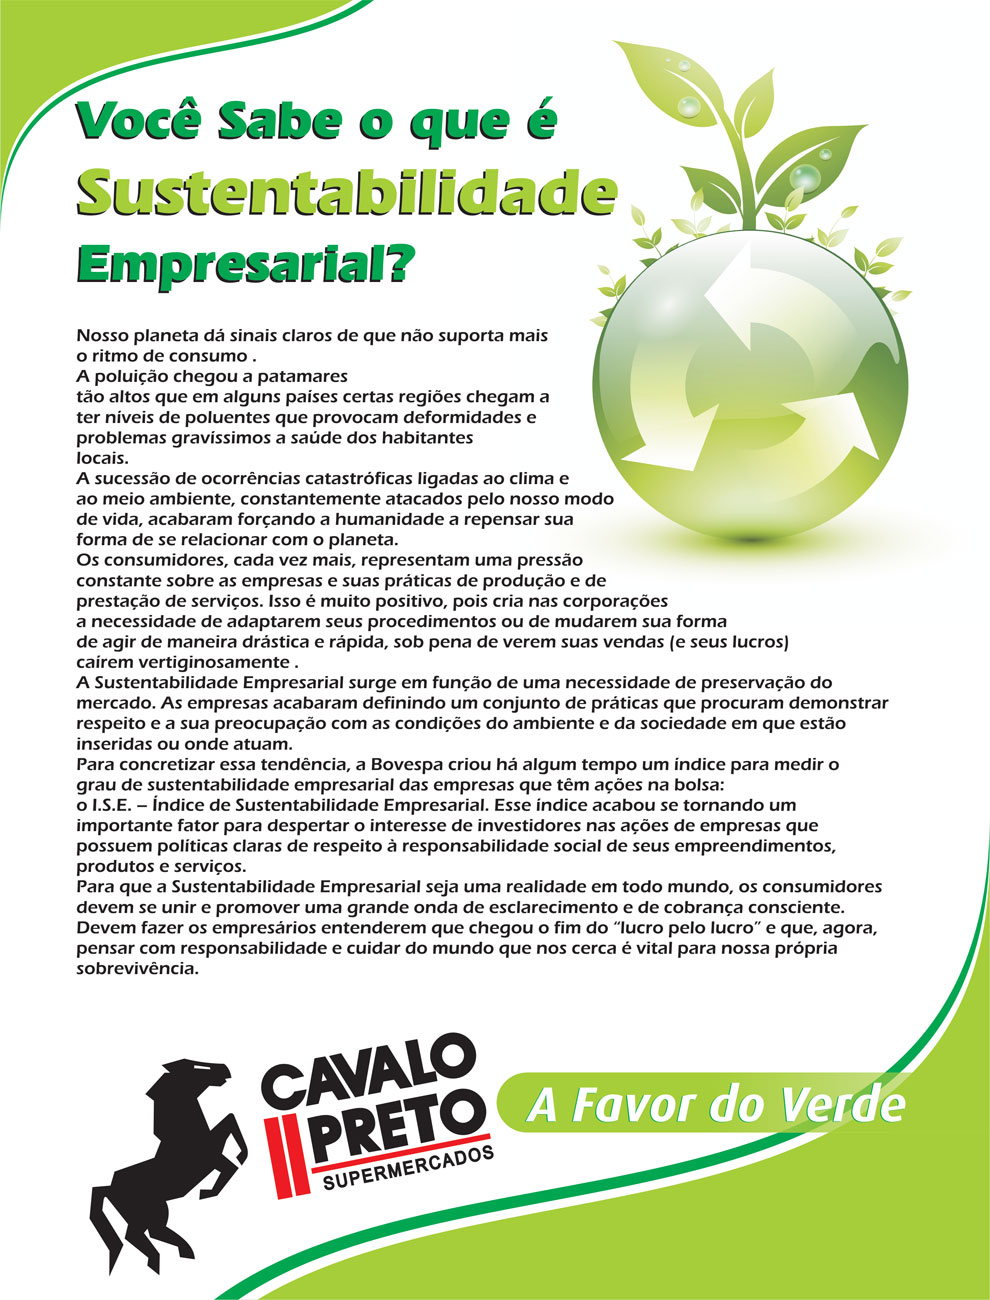 Você Sabe o que é
Sustentabilidade
Empresarial?
Nosso planeta dá sinais claros de que não suporta mais
o ritmo de consumo .
A poluição chegou a patamares
tão altos que em alguns países certas regiões chegam a
ter níveis de poluentes que provocam deformidades e
problemas gravíssimos a saúde dos habitantes
locais.
A sucessão de ocorrências catastróficas ligadas ao clima e
ao meio ambiente, constantemente atacados pelo nosso modo
de vida, acabaram forçando a humanidade a repensar sua
forma de se relacionar com o planeta.
Os consumidores, cada vez mais, representam uma pressão
constante sobre as empresas e suas práticas de produção e de
prestação de serviços. Isso é muito positivo, pois cria nas corporações
a necessidade de adaptarem seus procedimentos ou de mudarem sua forma
de agir de maneira drástica e rápida, sob pena de verem suas vendas (e seus lucros)
caírem vertiginosamente .
A Sustentabilidade Empresarial surge em função de uma necessidade de preservação do
mercado. As empresas acabaram definindo um conjunto de práticas que procuram demonstrar
respeito e a sua preocupação com as condições do ambiente e da sociedade em que estão
inseridas ou onde atuam.
Para concretizar essa tendência, a Bovespa criou há algum tempo um índice para medir o
grau de sustentabilidade empresarial das empresas que têm ações na bolsa:
o I.S.E. – Índice de Sustentabilidade Empresarial. Esse índice acabou se tornando um
importante fator para despertar o interesse de investidores nas ações de empresas que
possuem políticas claras de respeito à responsabilidade social de seus empreendimentos,
produtos e serviços.
Para que a Sustentabilidade Empresarial seja uma realidade em todo mundo, os consumidores
devem se unir e promover uma grande onda de esclarecimento e de cobrança consciente.
Devem fazer os empresários entenderem que chegou o fim do “lucro pelo lucro” e que, agora,
pensar com responsabilidade e cuidar do mundo que nos cerca é vital para nossa própria
sobrevivência.
CAVALO
PRETO
SUPERMERCADOS
A Favor do Verde